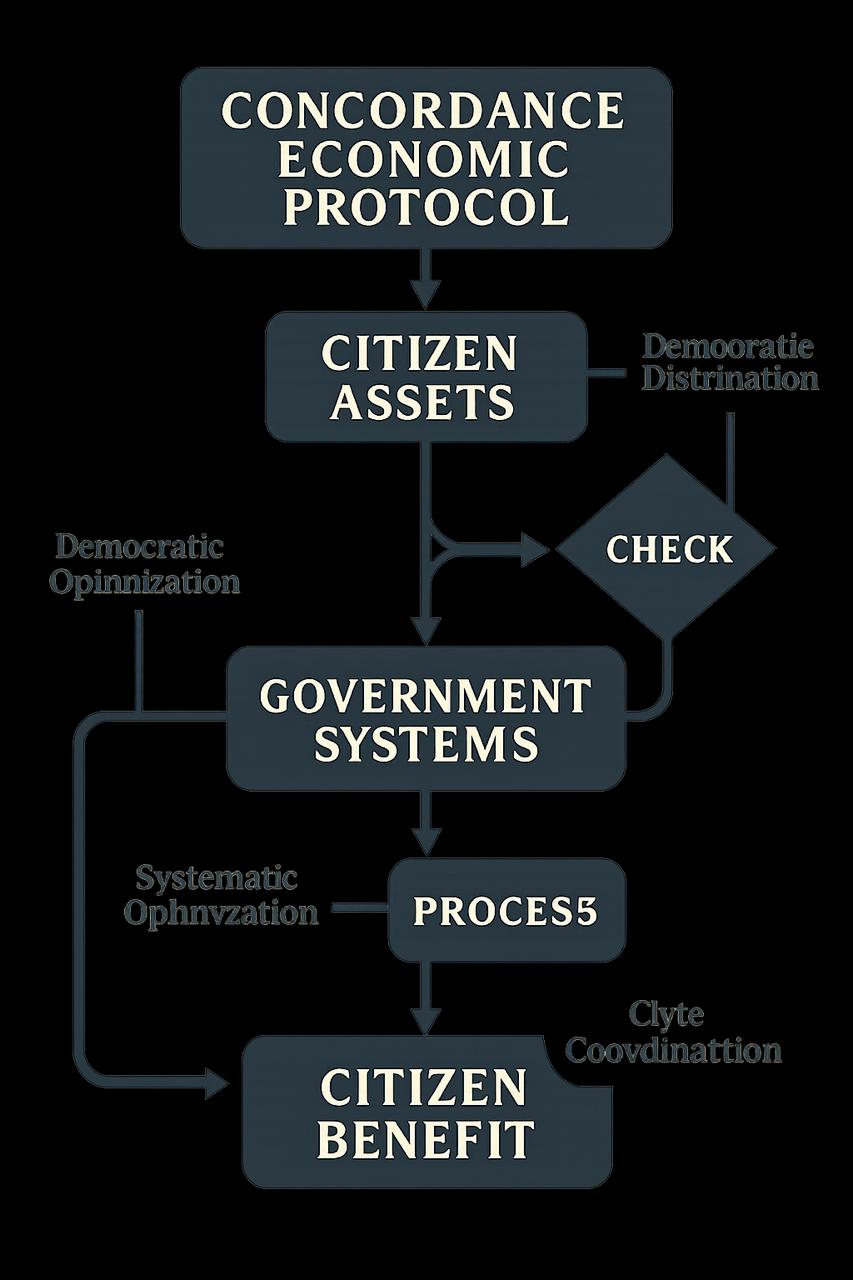 CONCORDANCE
ECONOMIC
PROTOCOL
CITIZEN
ASSETS
Demooratie
Distrination
CHECK
Democratic
Opinnization
GOVERNMENT
SYSTEMS
Systematic
Ophnvzation
PROCES5
Clyte
Coovdinattion
CITIZEN
BENEFIT